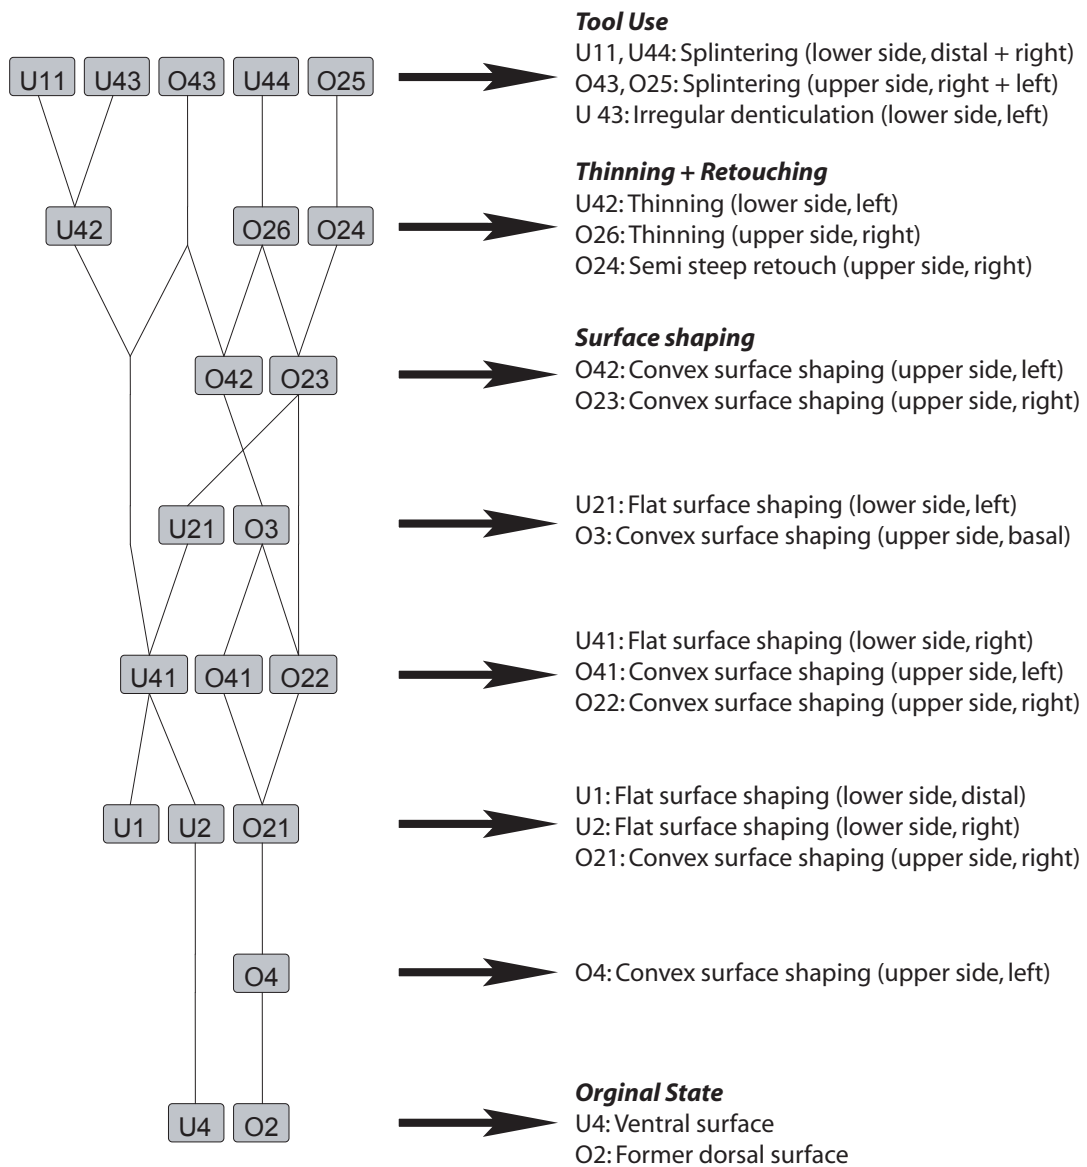 Tool Use
U11 U43 O43 U44 O25
U11, U44: Splintering (lower side, distal + right)
O43, O25: Splintering (upper side, right + left)
U 43: Irregular denticulation (lower side, left)
Thinning + Retouching
U42 O26 O24
U42: Thinning (lower side, left)
O26: Thinning (upper side, right)
O24: Semi steep retouch (upper side, right)
Surface shaping
O42 O23
O42: Convex surface shaping (upper side, left)
O23: Convex surface shaping (upper side, right)
U21 O3
U21: Flat surface shaping (lower side, left)
O3: Convex surface shaping (upper side, basal)
U41 O41 O22
U41: Flat surface shaping (lower side, right)
O41: Convex surface shaping (upper side, left)
O22: Convex surface shaping (upper side, right)
U1 U2 O21
U1: Flat surface shaping (lower side, distal)
U2: Flat surface shaping (lower side, right)
O21: Convex surface shaping (upper side, right)
O4
O4: Convex surface shaping (upper side, left)
Orginal State
U4 O2
U4: Ventral surface
O2: Former dorsal surface